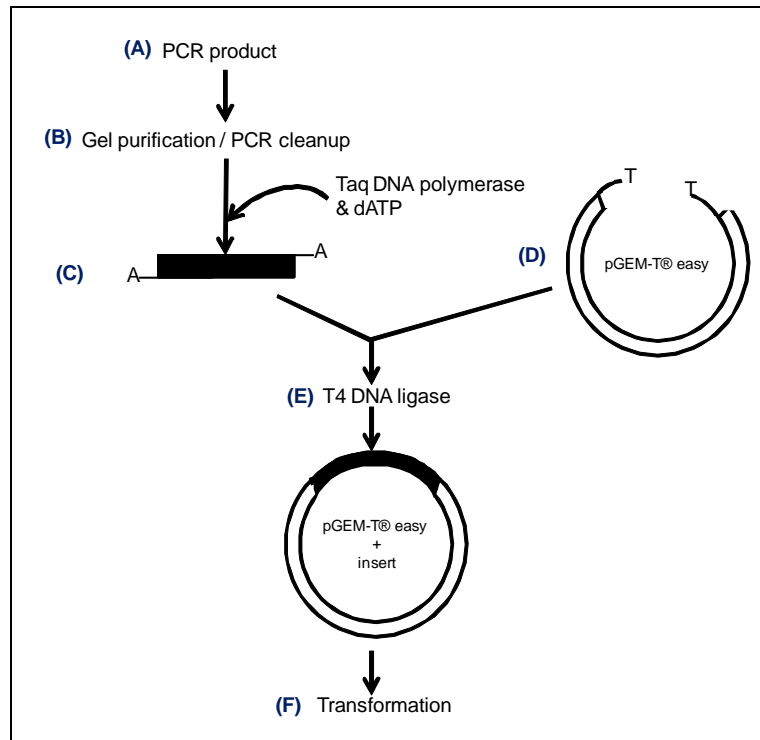 (A) PCR product
(B) Gel purification / PCR cleanup
Taq DNA polymerase
& dATP
T
T
A
A
(C)
(D)
pGEM-T® easy
(E) T4 DNA ligase
pGEM-T® easy
+
insert
(F) Transformation